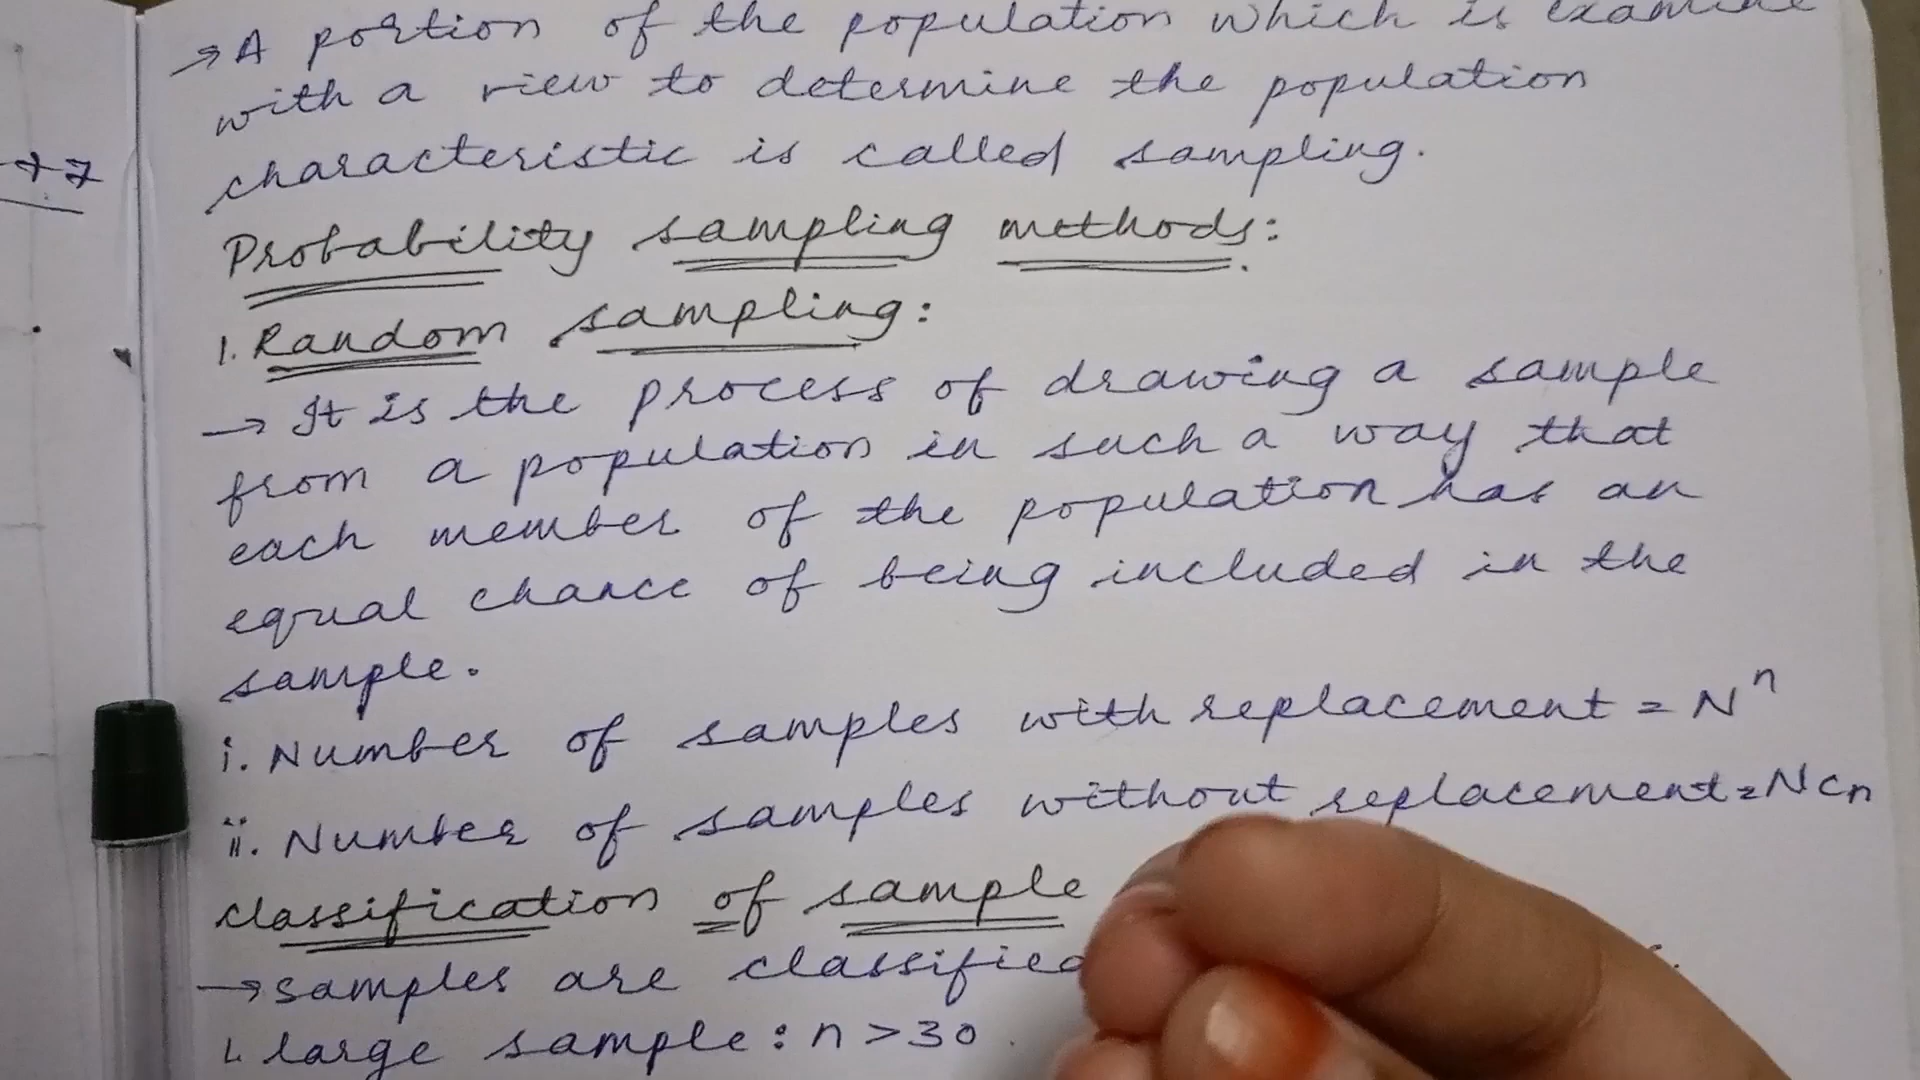 → A portion of the population which is examine
with a view to determine the population
characteristic is called sampling.
Probability sampling methods:
1. Random sampling:
→ It is the process of drawing a sample
from a population in such a way that
each member of the population has an
equal chance of being included in the
sample.
i. Number of samples with replacement = Nⁿ
ii. Number of samples without replacement = Ncn
classification of sample
→ samples are classified
large sample: n > 30